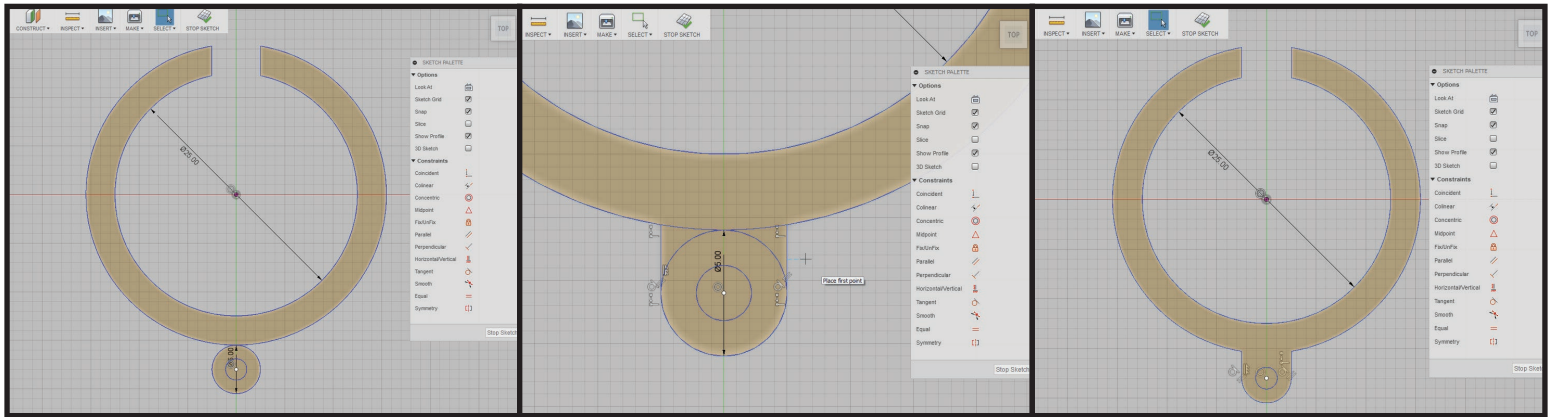 CONSTRUCT ▾ INSPECT ▾ INSERT ▾ MAKE ▾ SELECT ▾ STOP SKETCH
TOP
SKETCH PALETTE
▾ Options
Look At
Sketch Grid
Snap
Slice
Show Profile
3D Sketch
▾ Constraints
Coincident
Colinear
Concentric
Midpoint
Fix/UnFix
Parallel
Perpendicular
Horizontal/Vertical
Tangent
Smooth
Equal
Symmetry
Stop Sketch
Ø25.00
Ø5.00
INSPECT ▾ INSERT ▾ MAKE ▾ SELECT ▾ STOP SKETCH
TOP
SKETCH PALETTE
▾ Options
Look At
Sketch Grid
Snap
Slice
Show Profile
3D Sketch
▾ Constraints
Coincident
Colinear
Concentric
Midpoint
Fix/UnFix
Parallel
Perpendicular
Horizontal/Vertical
Tangent
Smooth
Equal
Symmetry
Stop Sketch
Ø5.00
Place first point
INSPECT ▾ INSERT ▾ MAKE ▾ SELECT ▾ STOP SKETCH
TOP
SKETCH PALETTE
▾ Options
Look At
Sketch Grid
Snap
Slice
Show Profile
3D Sketch
▾ Constraints
Coincident
Colinear
Concentric
Midpoint
Fix/UnFix
Parallel
Perpendicular
Horizontal/Vertical
Tangent
Smooth
Equal
Symmetry
Stop Sket
Ø25.00